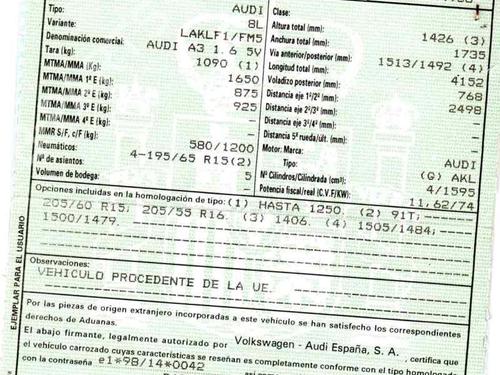 Tipo: AUDI
Variante: 8L
Denominación comercial: LAKLF1/FM5
Tara (kg): AUDI A3 1.6 5V
MTMA/MMA (Kg): 1090 (1)
MTMA/MMA 1º E (kg): 1650
MTMA/MMA 2º E (kg): 875
MTMA/MMA 3º E (kg): 925
MTMA/MMA 4º E (kg): -
MMR S/F, c/F (kg): -
Neumáticos: 580/1200
Nº de asientos: 4-195/65 R15(2)
Volumen de bodega: 5
-
Clase:
Altura total (mm):
Anchura total (mm): 1426 (3)
Vía anterior/posterior (mm): 1735
Longitud total (mm): 1513/1492 (4)
Voladizo posterior (mm): 4152
Distancia eje 1º/2º (mm): 768
Distancia eje 2º/3º (mm): 2498
Distancia eje 3º/4º (mm): -
Distancia 5ª rueda/últ. (mm): -
Motor: Marca: -
Tipo: AUDI
Nº Cilindros/Cilindrada (cm³): (G) AKL
Potencia fiscal/real (C.V.F/KW): 4/1595
11,62/74
Opciones incluidas en la homologación de tipo: (1) HASTA 1250. (2) 91T;
205/60 R15; 205/55 R16. (3) 1406. (4) 1505/1484;
1500/1479.
Observaciones:
VEHICULO PROCEDENTE DE LA UE.
Por las piezas de origen extranjero incorporadas a este vehículo se han satisfecho los correspondientes
derechos de Aduanas.
El abajo firmante, legalmente autorizado por Volkswagen - Audi España, S. A., certifica que
el vehículo carrozado cuyas características se reseñan es completamente conforme con el tipo homologado
con la contraseña e1*98/14*0042
EJEMPLAR PARA EL USUARIO